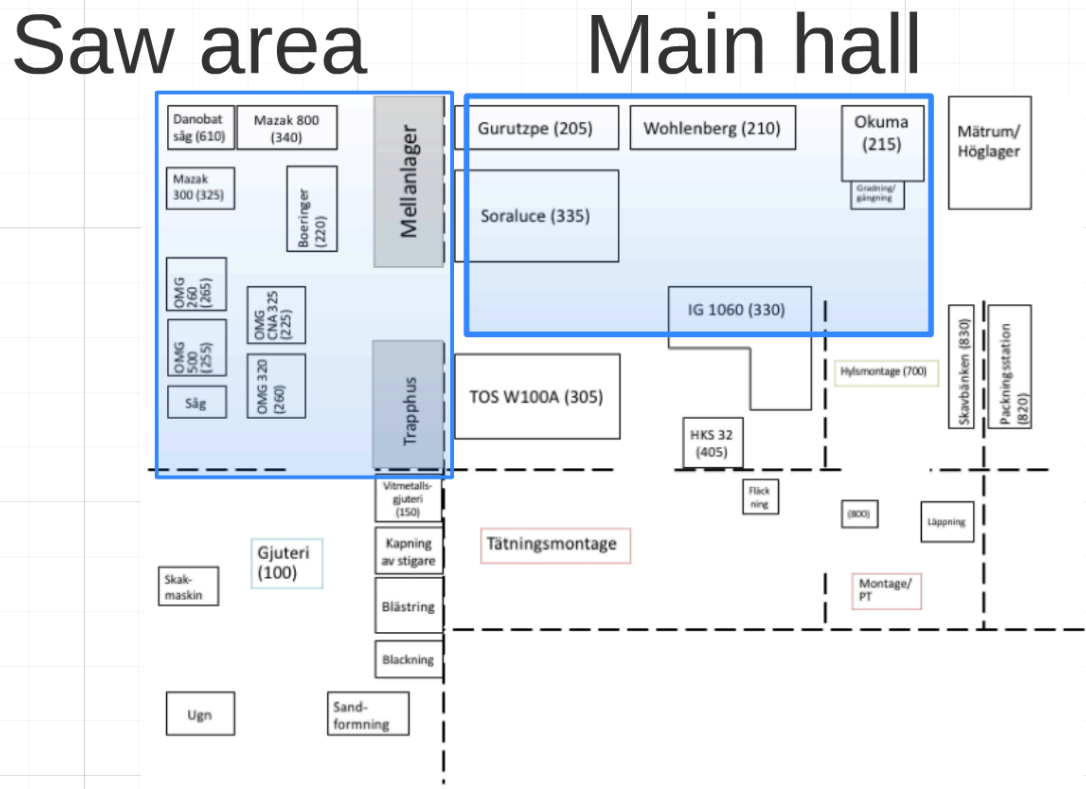 Saw area
Main hall
Danobat
såg (610)
Mazak 800
(340)
Mellanlager
Gurutzpe (205)
Wohlenberg (210)
Okuma
(215)
Mätrum/
Höglager
Mazak
300 (325)
Boeringer
(220)
Soraluce (335)
Gradning/
gängning
OMG
260
(265)
OMG
CNA 325
(225)
IG 1060 (330)
OMG
500
(255)
OMG 320
(260)
Såg
Trapphus
TOS W100A (305)
Hylsmontage (700)
Skavbänken (830)
Packningsstation
(820)
HKS 32
(405)
Vitmetalls-
gjuteri
(150)
Fläck
ning
(800)
Läppning
Gjuteri
(100)
Kapning
av stigare
Tätningsmontage
Skak-
maskin
Blästring
Montage/
PT
Blackning
Ugn
Sand-
formning